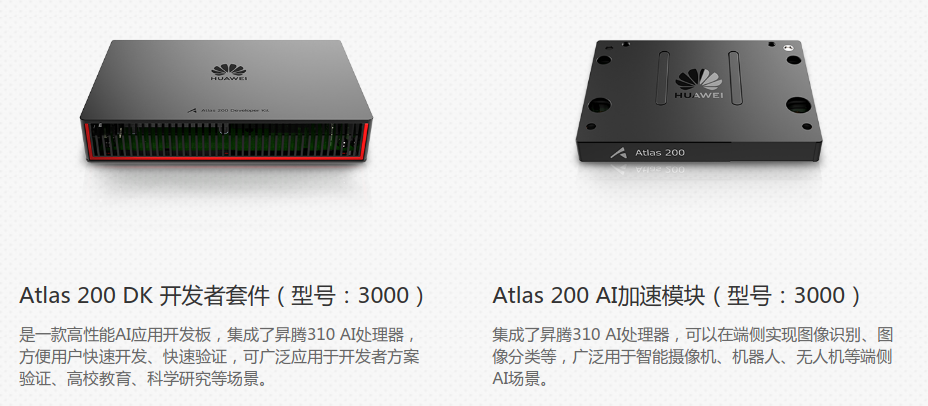 HUAWEI
Atlas 200 Developer Kit
HUAWEI
Atlas 200
Atlas 200 DK 开发者套件（型号：3000）
是一款高性能AI应用开发板，集成了昇腾310 AI处理器，
方便用户快速开发、快速验证，可广泛应用于开发者方案
验证、高校教育、科学研究等场景。
Atlas 200 AI加速模块（型号：3000）
集成了昇腾310 AI处理器，可以在端侧实现图像识别、图
像分类等，广泛用于智能摄像机、机器人、无人机等端侧
AI场景。